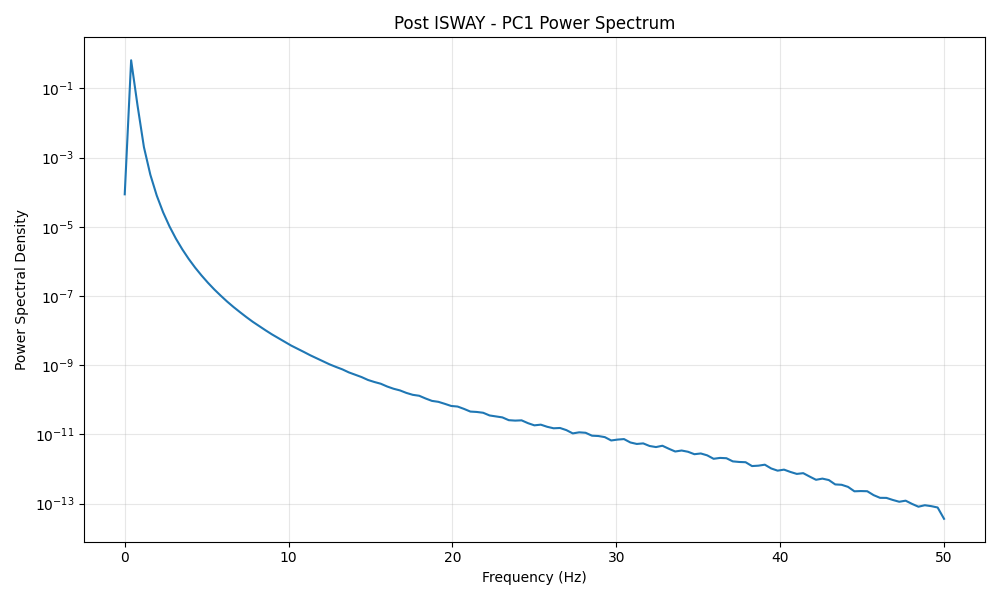 Post ISWAY - PC1 Power Spectrum
Power Spectral Density
10⁻¹
10⁻³
10⁻⁵
10⁻⁷
10⁻⁹
10⁻¹¹
10⁻¹³
0 10 20 30 40 50
Frequency (Hz)